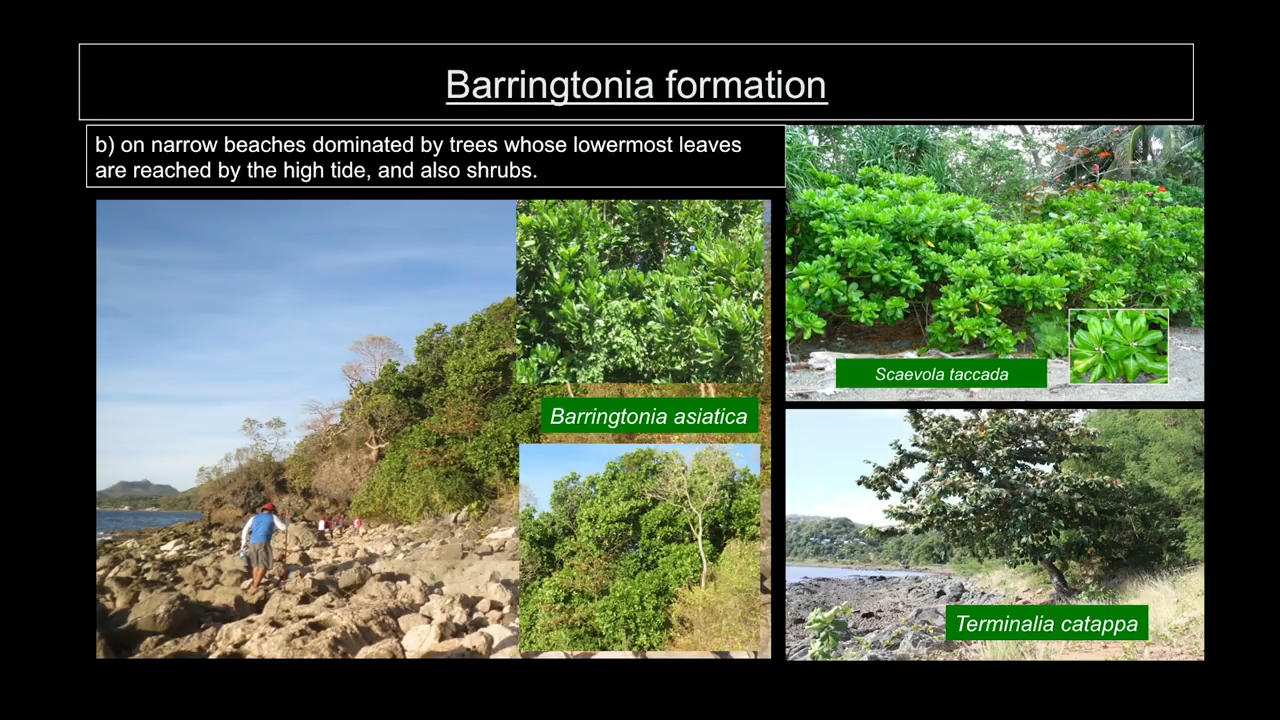 Barringtonia formation
b) on narrow beaches dominated by trees whose lowermost leaves
are reached by the high tide, and also shrubs.
Scaevola taccada
Barringtonia asiatica
Terminalia catappa